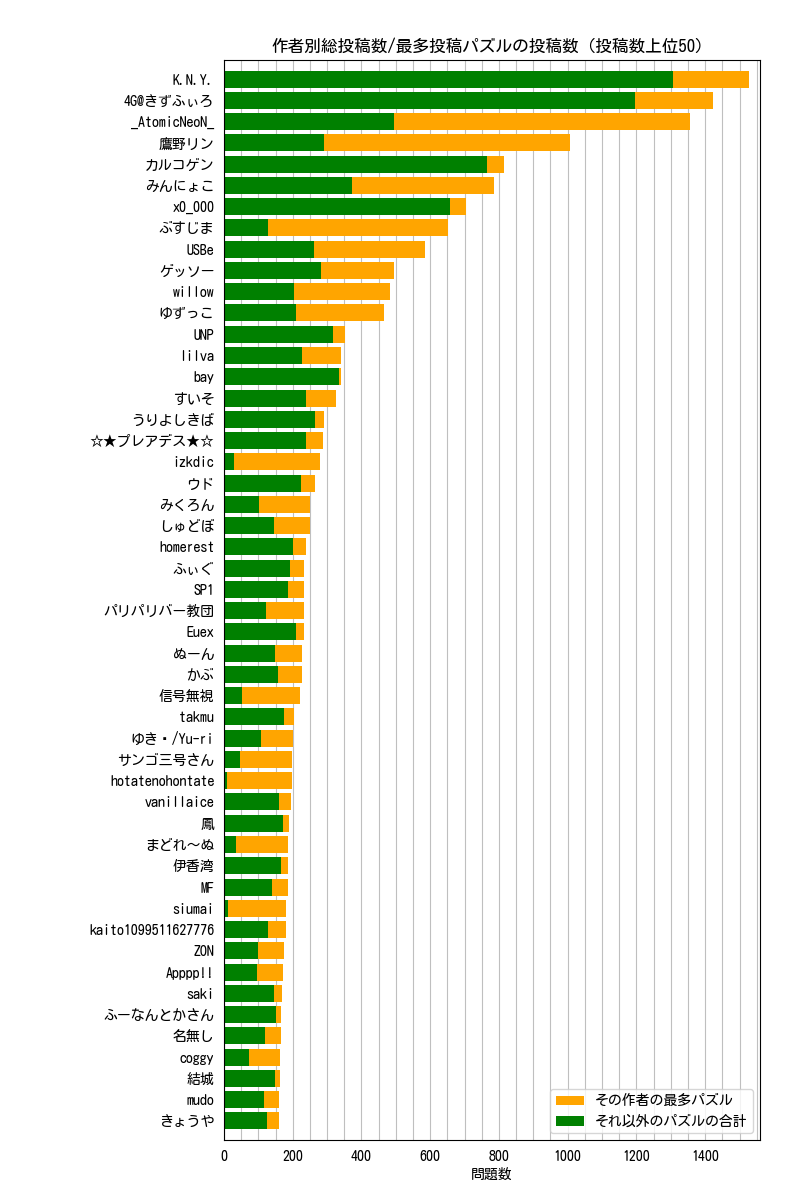 作者別総投稿数/最多投稿パズルの投稿数 (投稿数上位50)
K.N.Y.
4G@きずふぃろ
_AtomicNeoN_
鷹野リン
カルコゲン
みんにょこ
x0_000
ぶすじま
USBe
ゲッソー
willow
ゆずっこ
UNP
lilva
bay
すいそ
うりよしきば
☆★プレアデス★☆
izkdic
ウド
みくろん
しゅどぼ
homerest
ふぃぐ
SP1
パリパリバー教団
Euex
ぬーん
かぶ
信号無視
takmu
ゆき・/Yu-ri
サンゴ三号さん
hotatenohontate
vanillaice
鳳
まどれ～ぬ
伊香湾
MF
siumai
kaito1099511627776
ZON
Appppll
saki
ふーなんとかさん
名無し
coggy
結城
mudo
きょうや
その作者の最多パズル
それ以外のパズルの合計
0 200 400 600 800 1000 1200 1400
問題数